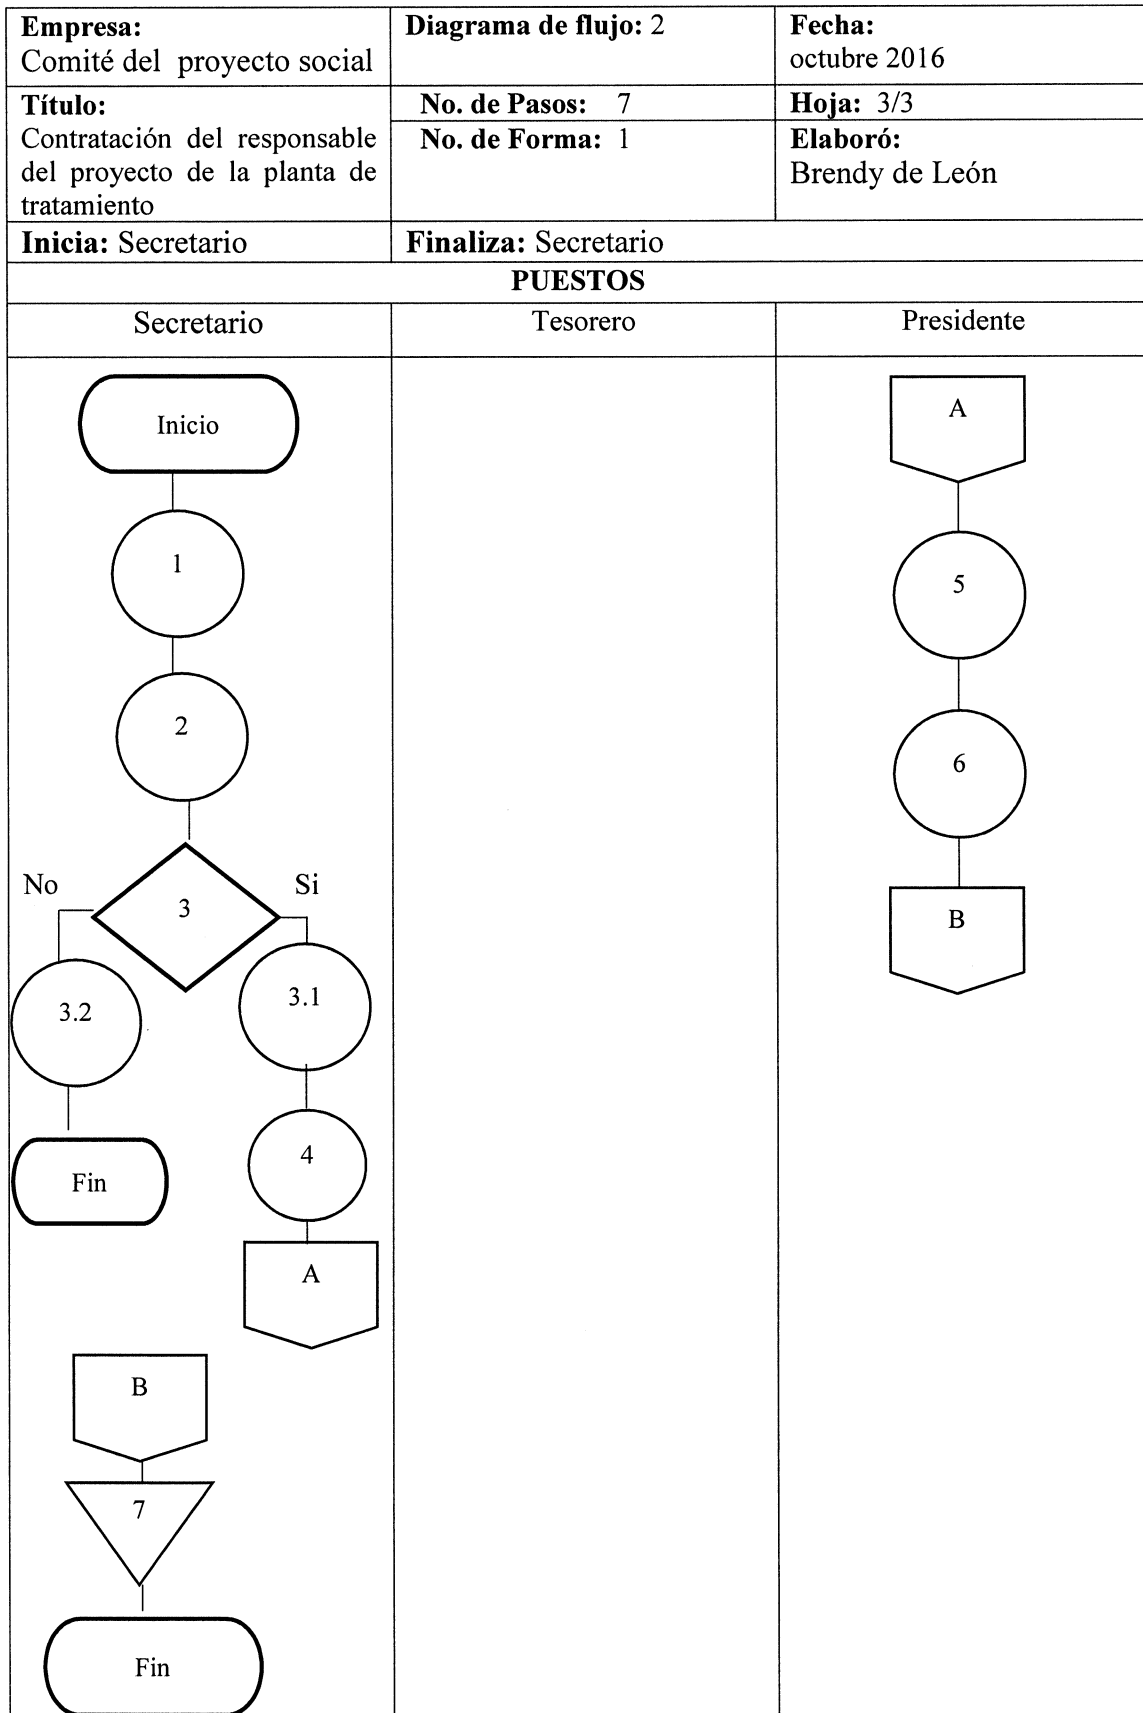 Empresa:
Comité del proyecto social
Diagrama de flujo: 2
Fecha:
octubre 2016
Título:
Contratación del responsable
del proyecto de la planta de
tratamiento
No. de Pasos: 7
Hoja: 3/3
No. de Forma: 1
Elaboró:
Brendy de León
Inicia: Secretario
Finaliza: Secretario
PUESTOS
Secretario
Tesorero
Presidente
Inicio
1
2
No
3
Si
3.2
3.1
Fin
4
A
B
7
Fin
A
5
6
B